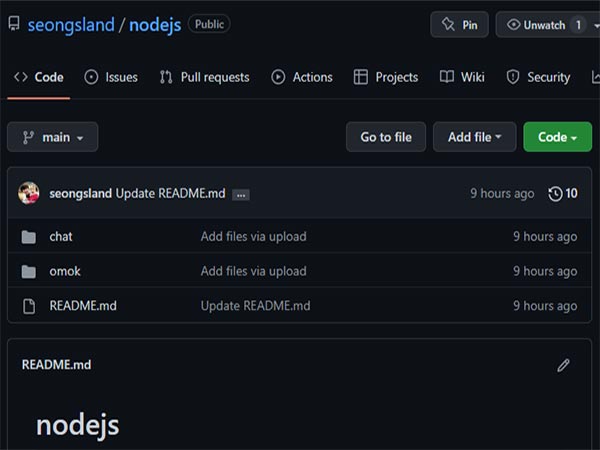 seongsland / nodejs Public Pin Unwatch 1
Code Issues Pull requests Actions Projects Wiki Security
main Go to file Add file Code
seongsland Update README.md ... 9 hours ago 10
chat Add files via upload 9 hours ago
omok Add files via upload 9 hours ago
README.md Update README.md 9 hours ago
README.md
nodejs